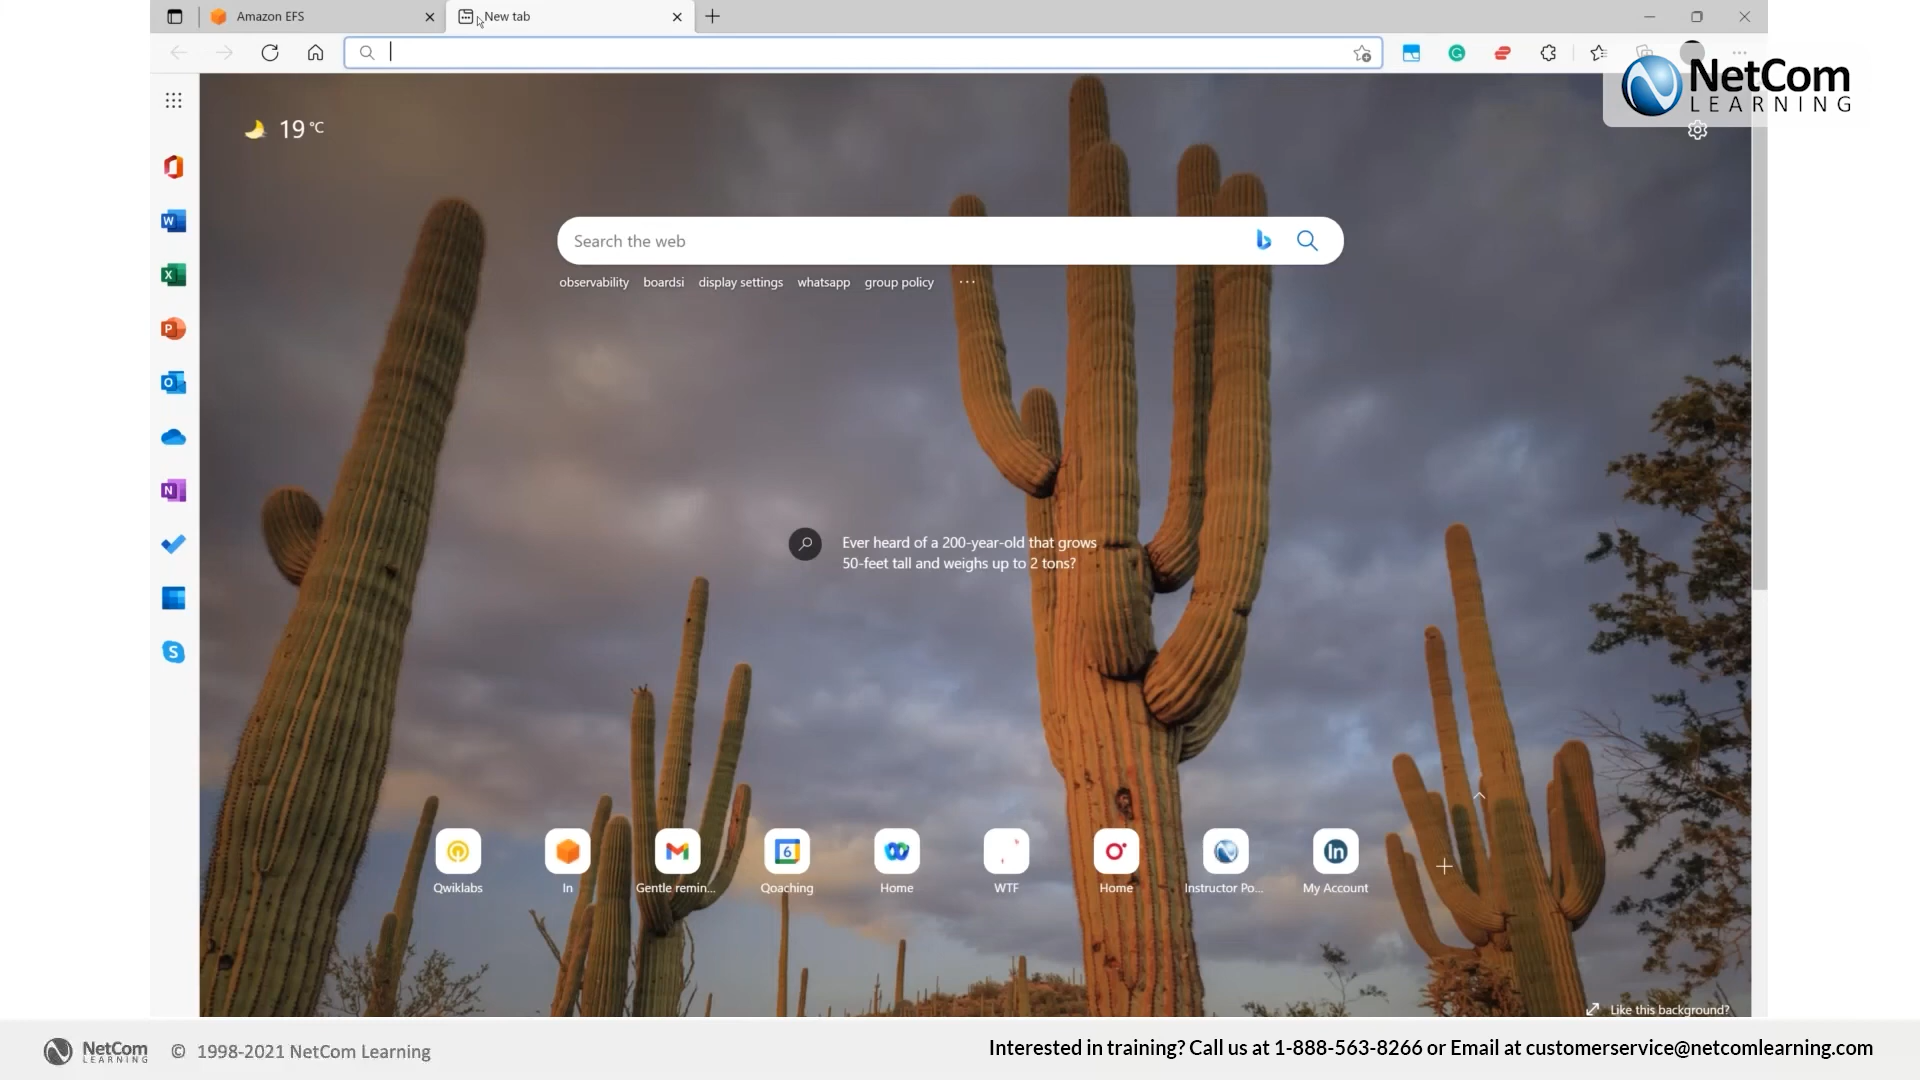 Amazon EFS
New tab
NetCom
LEARNING
19 °C
Search the web
observability boardsi display settings whatsapp group policy ...
Ever heard of a 200-year-old that grows
50-feet tall and weighs up to 2 tons?
6
Qwiklabs In Gentle remin... Qoaching Home WTF Home Instructor Po... My Account
Like this background?
NetCom
LEARNING
© 1998-2021 NetCom Learning
Interested in training? Call us at 1-888-563-8266 or Email at customerservice@netcomlearning.com